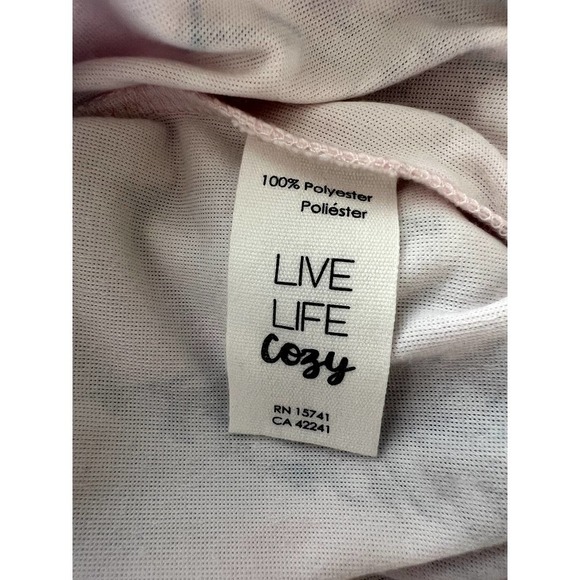 100% Polyester
Poliéster
LIVE
LIFE
Cozy
RN 15741
CA 42241